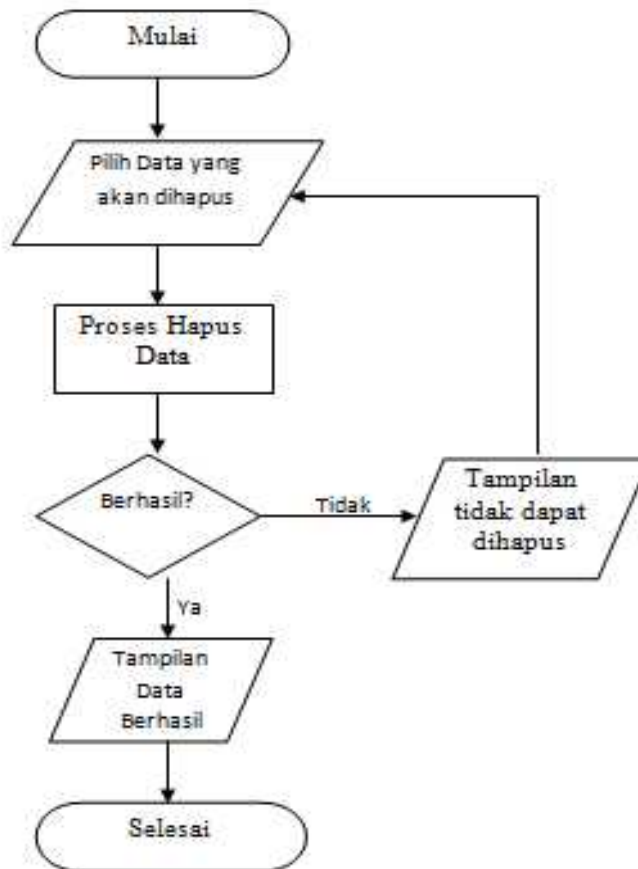 Mulai
Pilih Data yang
akan dihapus
Proses Hapus
Data
Berhasil?
Tidak
Tampilan
tidak dapat
dihapus
Ya
Tampilan
Data
Berhasil
Selesai